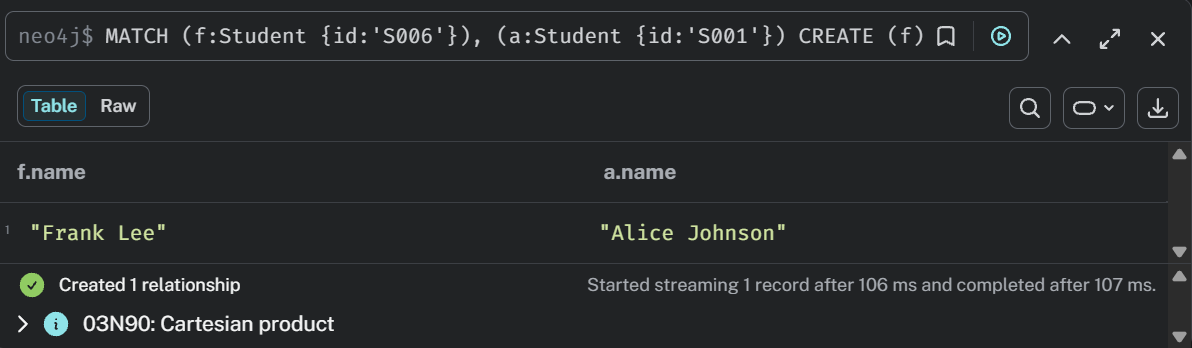 neo4j$ MATCH (f:Student {id:'S006'}), (a:Student {id:'S001'}) CREATE (f)
Table Raw
f.name a.name
1 "Frank Lee" "Alice Johnson"
Created 1 relationship Started streaming 1 record after 106 ms and completed after 107 ms.
03N90: Cartesian product